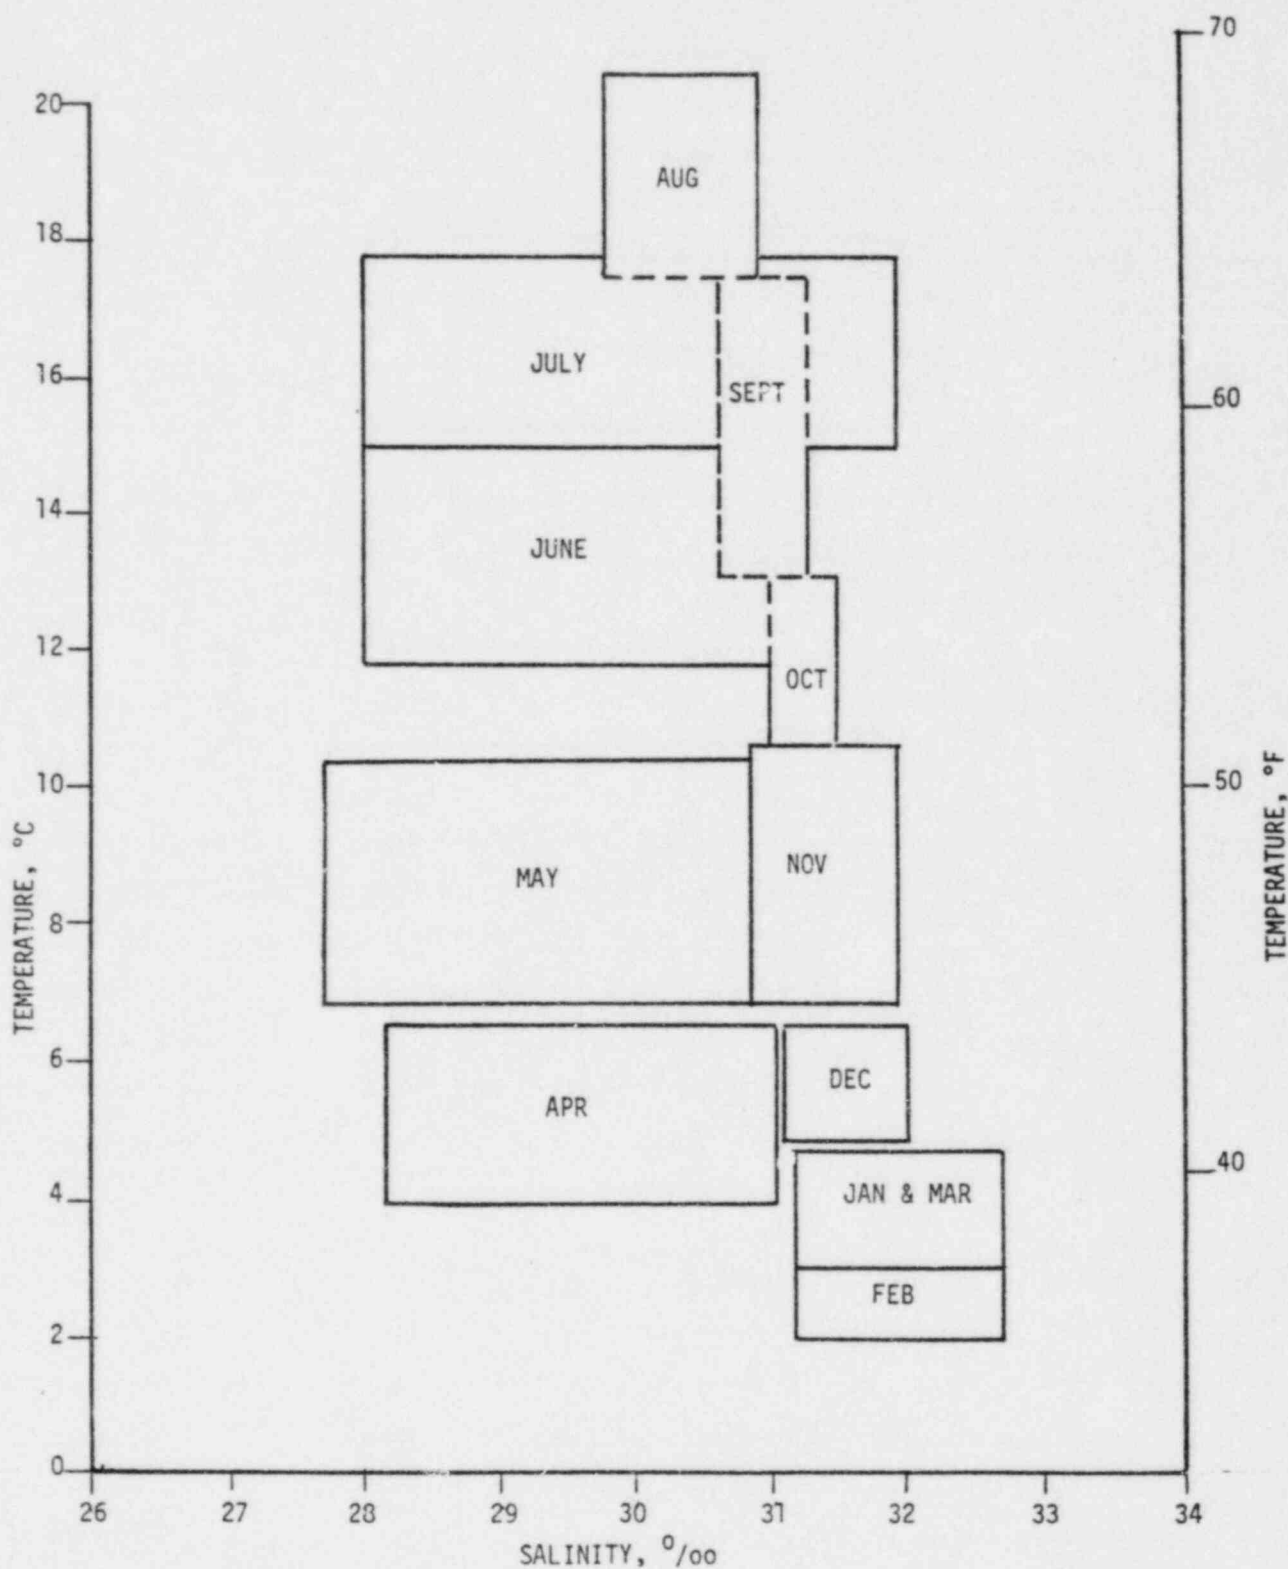 70
20
AUG
18
JULY
16
SEPT
60
14
JUNE
12
OCT
10
50
TEMPERATURE, °C
TEMPERATURE, °F
MAY
NOV
8
6
DEC
APR
40
4
JAN & MAR
FEB
2
0
26 27 28 29 30 31 32 33 34
SALINITY, º/oo